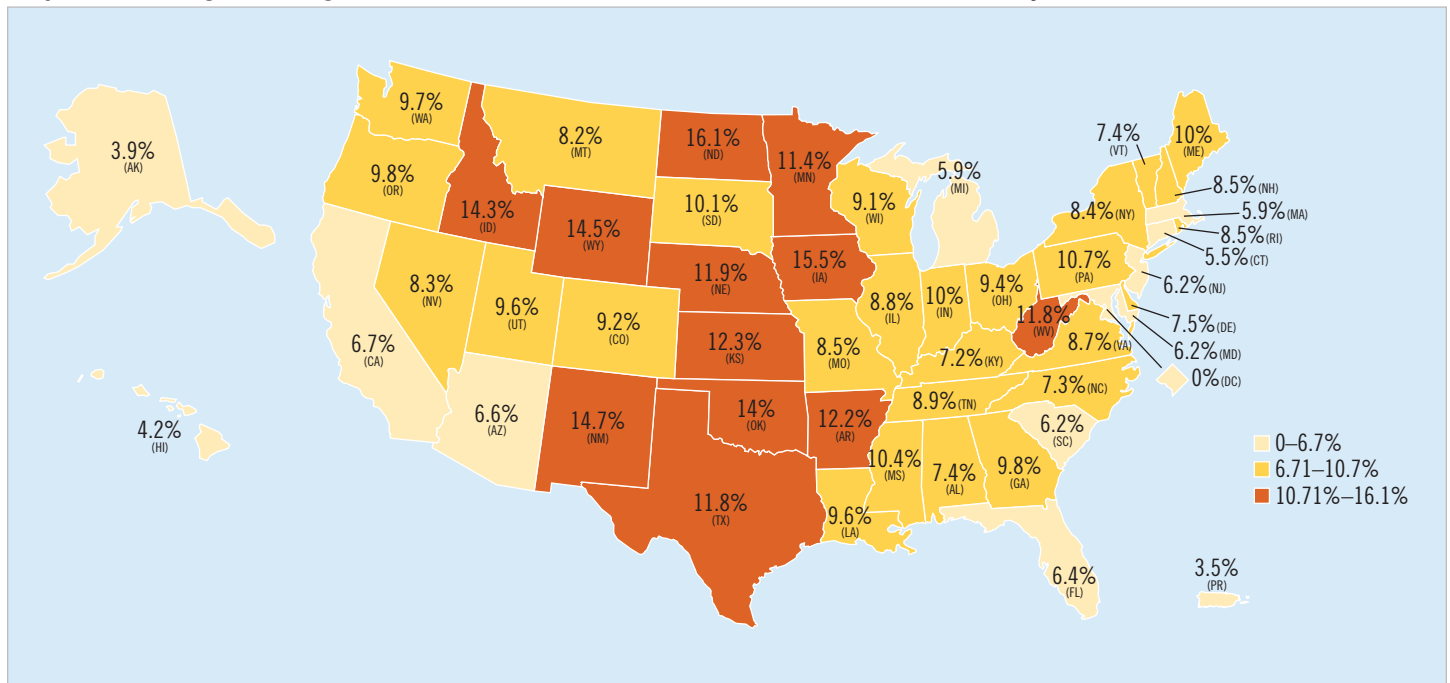 3.9%
(AK)
9.7%
(WA)
9.8%
(OR)
14.3%
(ID)
8.2%
(MT)
16.1%
(ND)
11.4%
(MN)
10.1%
(SD)
14.5%
(WY)
9.1%
(WI)
5.9%
(MI)
7.4%
(VT)
10%
(ME)
8.5% (NH)
8.4% (NY)
5.9% (MA)
8.5% (RI)
5.5% (CT)
6.2% (NJ)
10.7%
(PA)
7.5% (DE)
6.2% (MD)
0% (DC)
8.3%
(NV)
9.6%
(UT)
9.2%
(CO)
11.9%
(NE)
15.5%
(IA)
8.8%
(IL)
10%
(IN)
9.4%
(OH)
11.8%
(WV)
8.7% (VA)
6.7%
(CA)
12.3%
(KS)
8.5%
(MO)
7.2% (KY)
7.3% (NC)
8.9% (TN)
6.2%
(SC)
6.6%
(AZ)
14.7%
(NM)
14%
(OK)
12.2%
(AR)
10.4%
(MS)
7.4%
(AL)
9.8%
(GA)
4.2%
(HI)
11.8%
(TX)
9.6%
(LA)
6.4%
(FL)
3.5%
(PR)
0–6.7%
6.71–10.7%
10.71%–16.1%